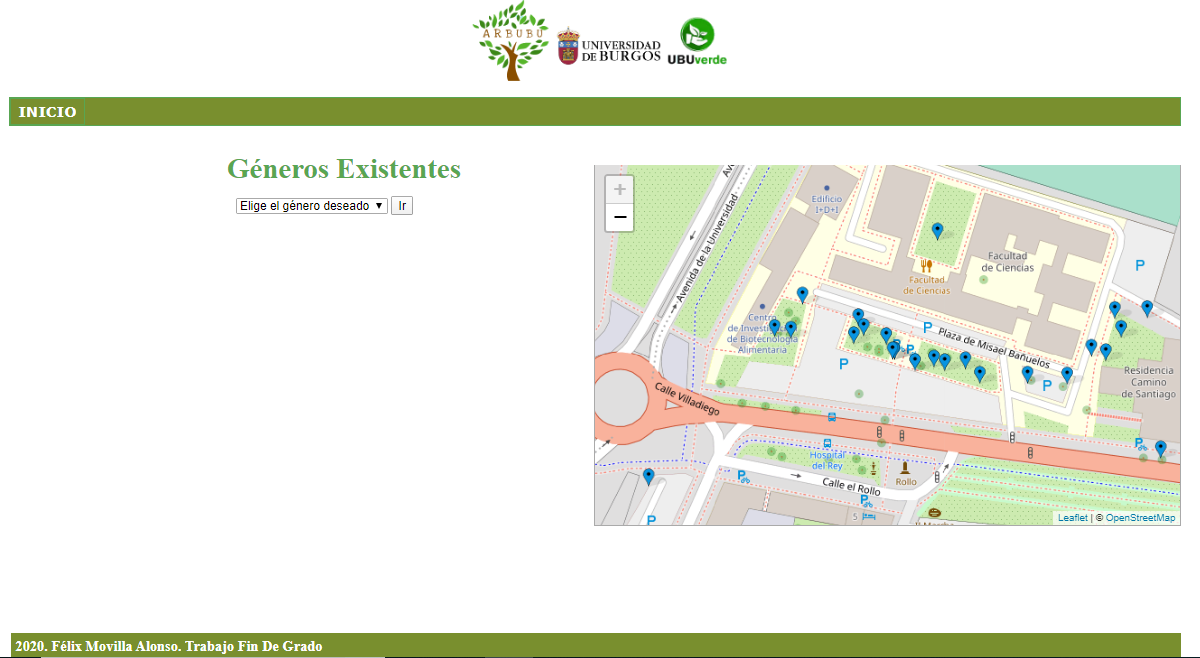 ARBUBU
UNIVERSIDAD
DE BURGOS
UBUverde
INICIO
Géneros Existentes
Elige el género deseado
Ir
+
−
Avenida de la Universidad
Edificio
I+D+I
Facultad
de Ciencias
Facultad
de Ciencias
P
Centro
de Biotecnología
Alimentaria
P
P
P
Plaza de Misael Bañuelos
P
Residencia
Camino
de Santiago
Calle Villadiego
Hospital
del Rey
P
P
Calle el Rollo
Rollo
P
P
5
Leaflet | © OpenStreetMap
2020. Félix Movilla Alonso. Trabajo Fin De Grado